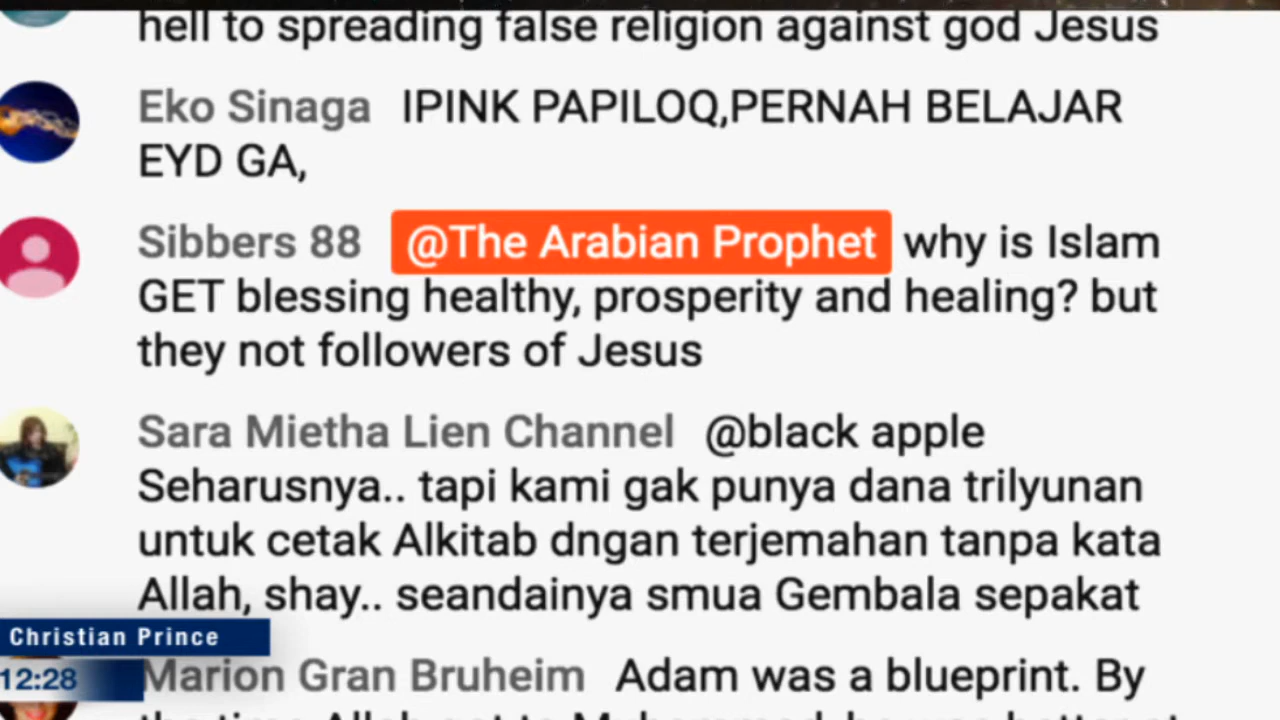 hell to spreading false religion against god Jesus
Eko Sinaga IPINK PAPILOQ,PERNAH BELAJAR
EYD GA,
Sibbers 88 @The Arabian Prophet why is Islam
GET blessing healthy, prosperity and healing? but
they not followers of Jesus
Sara Mietha Lien Channel @black apple
Seharusnya.. tapi kami gak punya dana trilyunan
untuk cetak Alkitab dngan terjemahan tanpa kata
Allah, shay.. seandainya smua Gembala sepakat
Christian Prince
12:28
Marion Gran Bruheim Adam was a blueprint. By